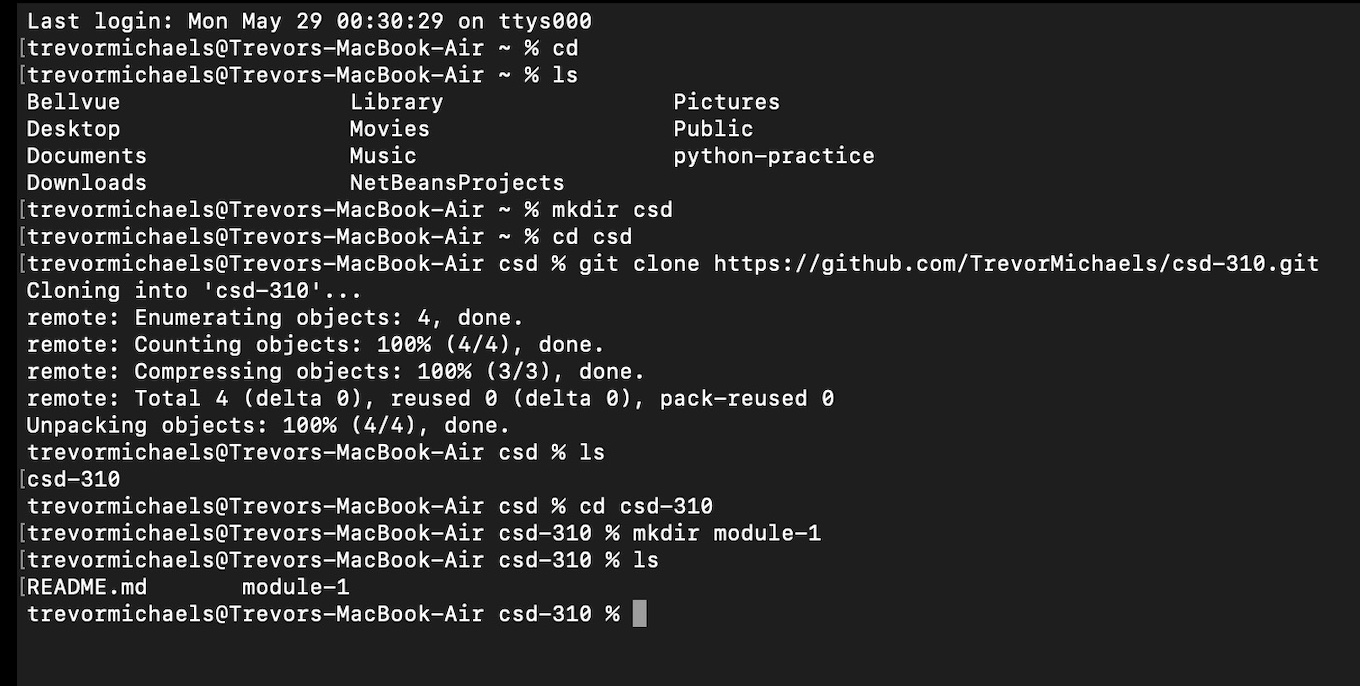 Last login: Mon May 29 00:30:29 on ttys000
[trevormichaels@Trevors-MacBook-Air ~ % cd
[trevormichaels@Trevors-MacBook-Air ~ % ls
Bellvue Library Pictures
Desktop Movies Public
Documents Music python-practice
Downloads NetBeansProjects
[trevormichaels@Trevors-MacBook-Air ~ % mkdir csd
[trevormichaels@Trevors-MacBook-Air ~ % cd csd
[trevormichaels@Trevors-MacBook-Air csd % git clone https://github.com/TrevorMichaels/csd-310.git
Cloning into 'csd-310'...
remote: Enumerating objects: 4, done.
remote: Counting objects: 100% (4/4), done.
remote: Compressing objects: 100% (3/3), done.
remote: Total 4 (delta 0), reused 0 (delta 0), pack-reused 0
Unpacking objects: 100% (4/4), done.
trevormichaels@Trevors-MacBook-Air csd % ls
[csd-310
trevormichaels@Trevors-MacBook-Air csd % cd csd-310
[trevormichaels@Trevors-MacBook-Air csd-310 % mkdir module-1
[trevormichaels@Trevors-MacBook-Air csd-310 % ls
[README.md module-1
trevormichaels@Trevors-MacBook-Air csd-310 %